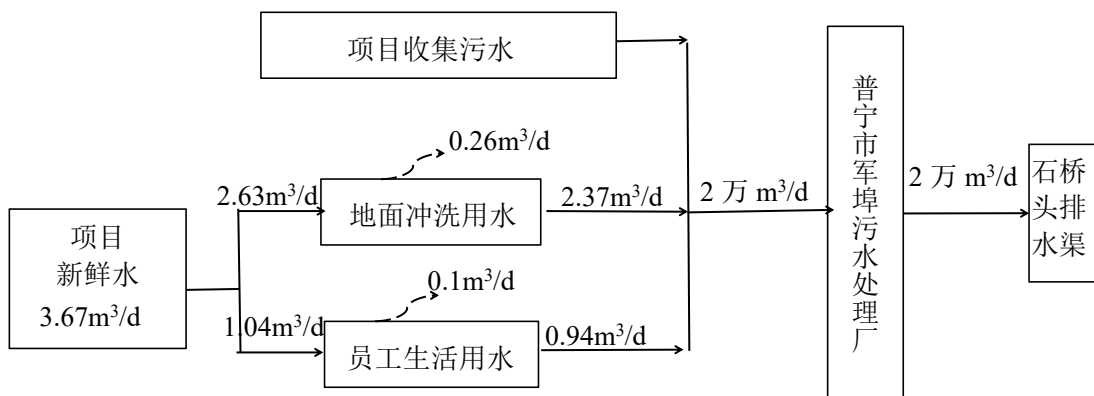 项目收集污水
0.26m³/d
2.63m³/d
地面冲洗用水
2.37m³/d
项目
新鲜水
3.67m³/d
0.1m³/d
1.04m³/d
员工生活用水
0.94m³/d
2 万 m³/d
普宁市军埠污水处理厂
2 万 m³/d
石桥
头排
水渠